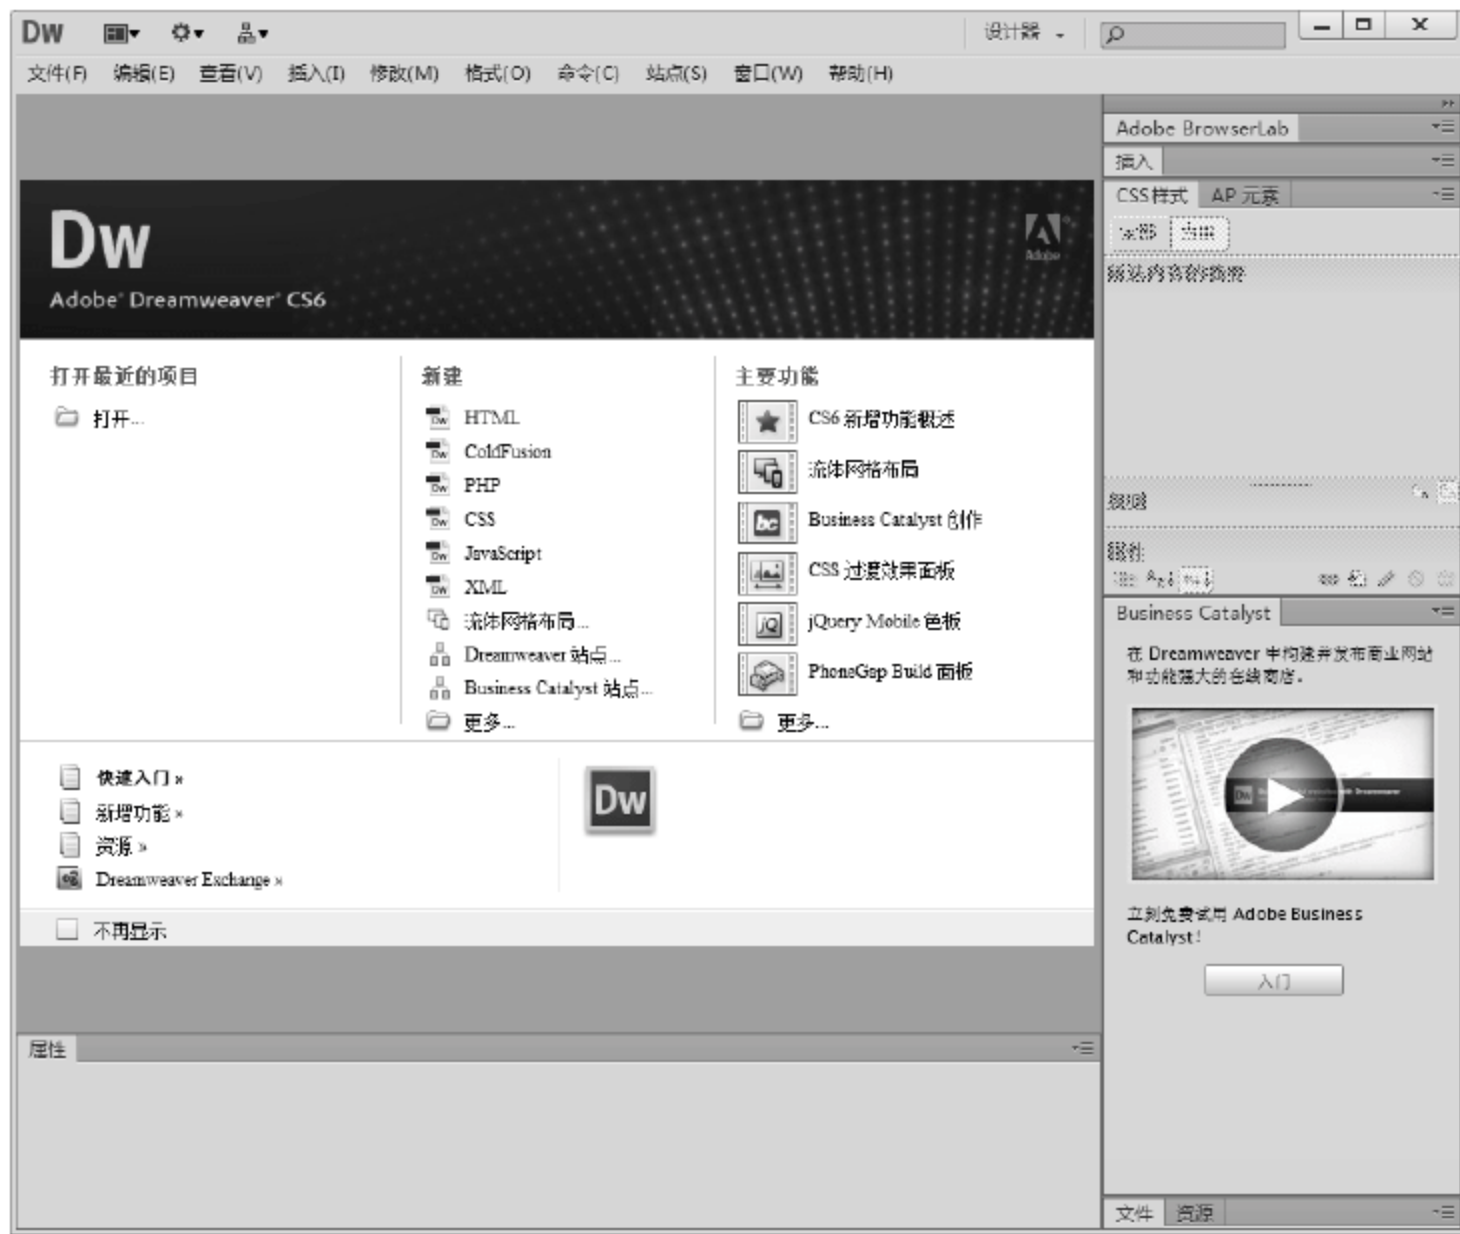 Dw
设计器
文件(F) 编辑(E) 查看(V) 插入(I) 修改(M) 格式(O) 命令(C) 站点(S) 窗口(W) 帮助(H)
Dw
Adobe
Adobe® Dreamweaver® CS6
打开最近的项目
打开...
新建
HTML
ColdFusion
PHP
CSS
JavaScript
XML
流体网格布局...
Dreamweaver 站点...
Business Catalyst 站点...
更多...
主要功能
CS6 新增功能概述
流体网格布局
Business Catalyst 创作
CSS 过渡效果面板
jQuery Mobile 色板
PhoneGap Build 面板
更多...
快速入门 »
新增功能 »
资源 »
Dreamweaver Exchange »
Dw
不再显示
属性
Adobe BrowserLab
插入
CSS样式 AP 元素
Business Catalyst
在 Dreamweaver 中构建并发布商业网站
和功能强大的在线商店。
立刻免费试用 Adobe Business
Catalyst!
入门
文件 资源